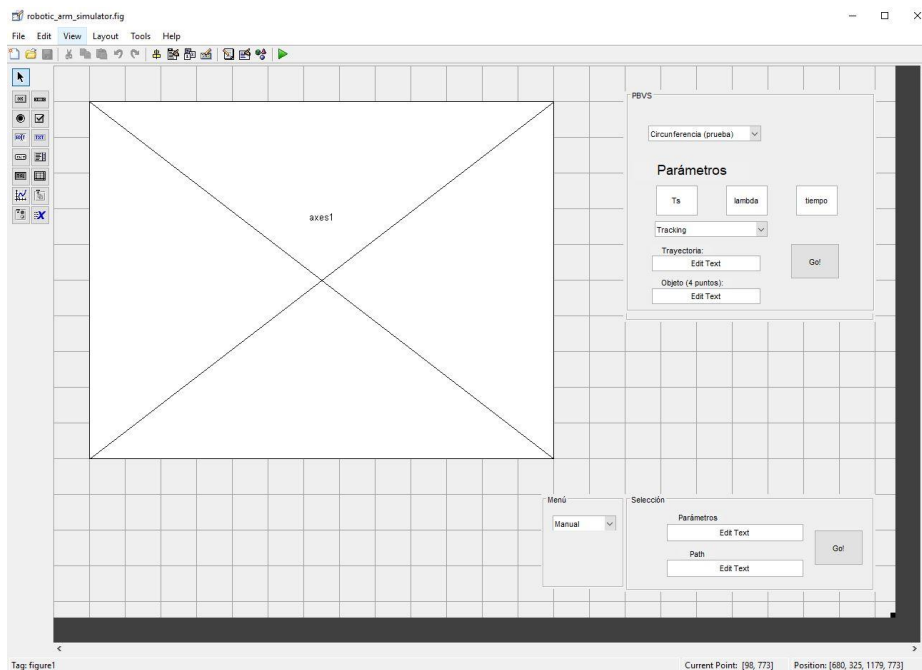 robotic_arm_simulator.fig
File Edit View Layout Tools Help
PBVS
Circunferencia (prueba)
Parámetros
Ts lambda tiempo
axes1
Tracking
Trayectoria:
Edit Text
Go!
Objeto (4 puntos):
Edit Text
Menú
Manual
Selección
Parámetros
Edit Text
Go!
Path
Edit Text
Tag: figure1 Current Point: [98, 773] Position: [680, 325, 1179, 773]